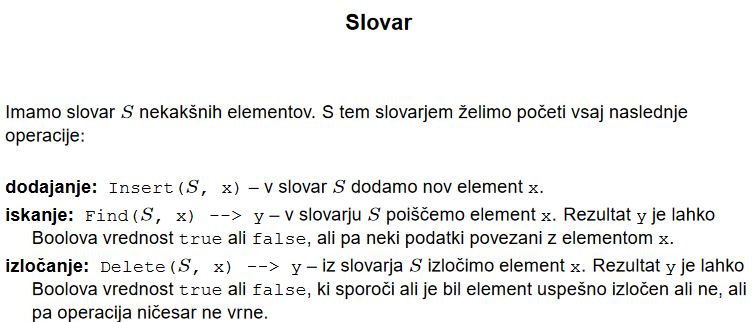 Slovar
Imamo slovar S nekakšnih elementov. S tem slovarjem želimo početi vsaj naslednje
operacije:
dodajanje: Insert(S, x) – v slovar S dodamo nov element x.
iskanje: Find(S, x) --> y – v slovarju S poiščemo element x. Rezultat y je lahko
Boolova vrednost true ali false, ali pa neki podatki povezani z elementom x.
izločanje: Delete(S, x) --> y – iz slovarja S izločimo element x. Rezultat y je lahko
Boolova vrednost true ali false, ki sporoči ali je bil element uspešno izločen ali ne, ali
pa operacija ničesar ne vrne.